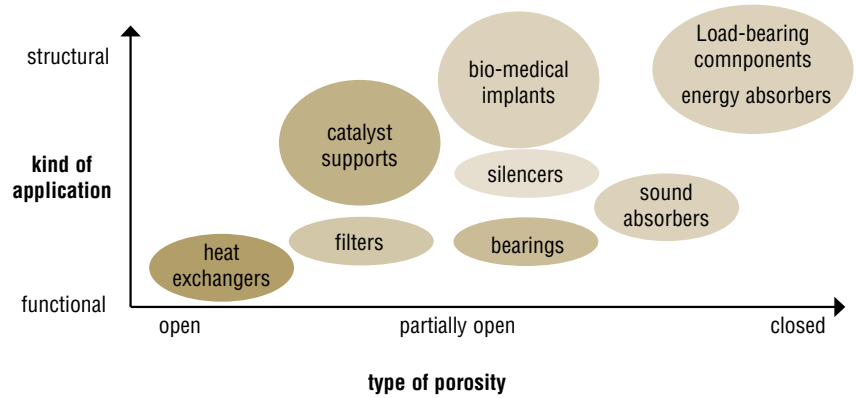 structural
kind of
application
functional
Load-bearing
comnponents
energy absorbers
bio-medical
implants
catalyst
supports
silencers
sound
absorbers
filters
bearings
heat
exchangers
open
partially open
closed
type of porosity